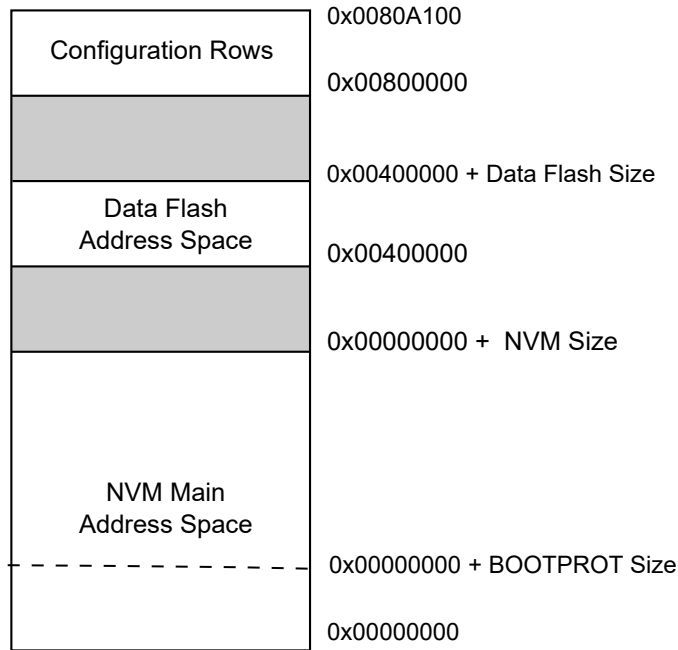 0x0080A100
Configuration Rows
0x00800000
0x00400000 + Data Flash Size
Data Flash
Address Space
0x00400000
0x00000000 + NVM Size
NVM Main
Address Space
0x00000000 + BOOTPROT Size
0x00000000